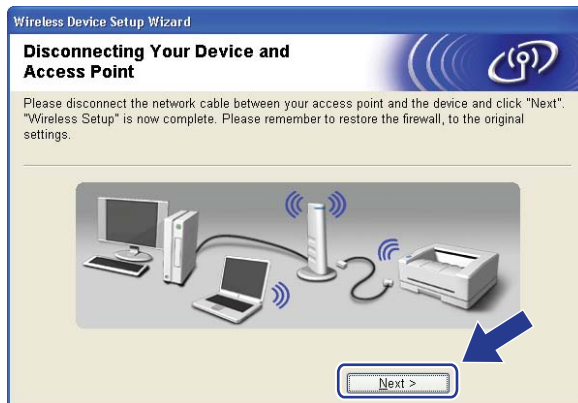 Wireless Device Setup Wizard
Disconnecting Your Device and
Access Point
Please disconnect the network cable between your access point and the device and click "Next".
"Wireless Setup" is now complete. Please remember to restore the firewall, to the original
settings.
Next >